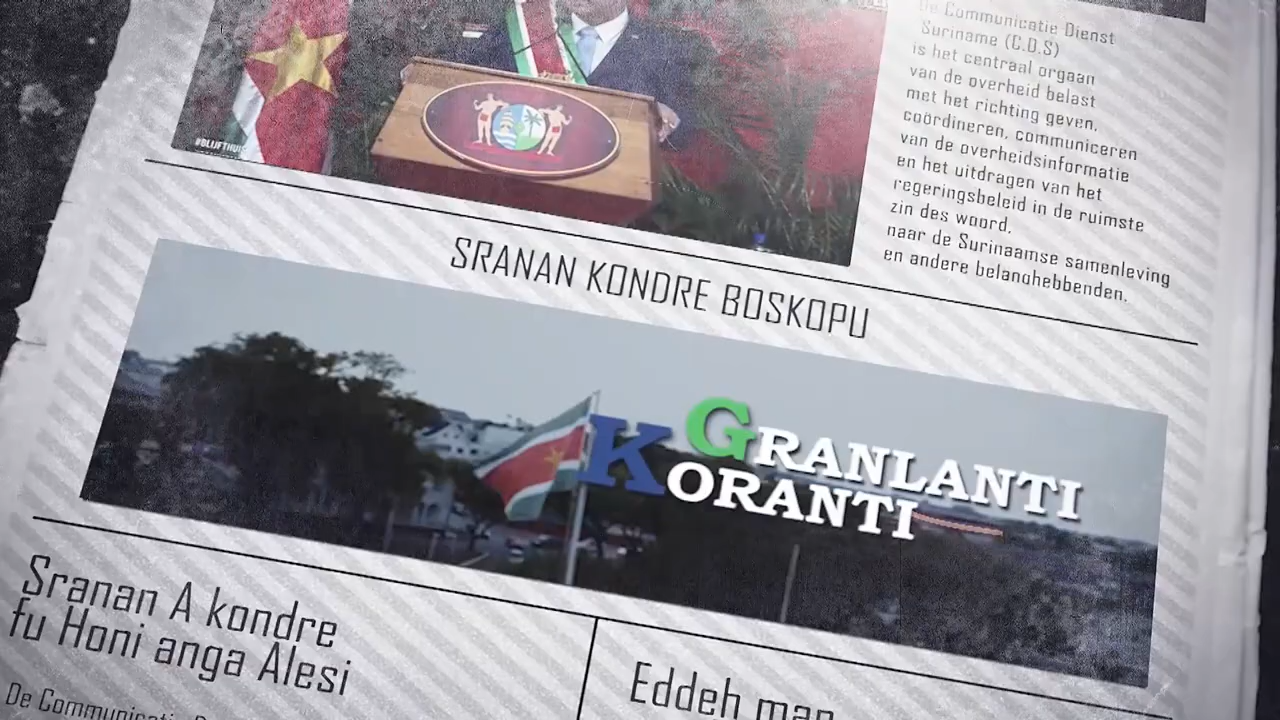 De Communicatie Dienst
Suriname (C.D.S)
is het centraal orgaan
van de overheid belast
met het richting geven,
coördineren, communiceren
van de overheidsinformatie
en het uitdragen van het
regeringsbeleid in de ruimste
zin des woord.
naar de Surinaamse samenleving
en andere belanghebbenden.
SRANAN KONDRE BOSKOPU
GRANLANTI
KORANTI
Sranan A kondre
fu Honi anga Alesi
Eddeh man
De